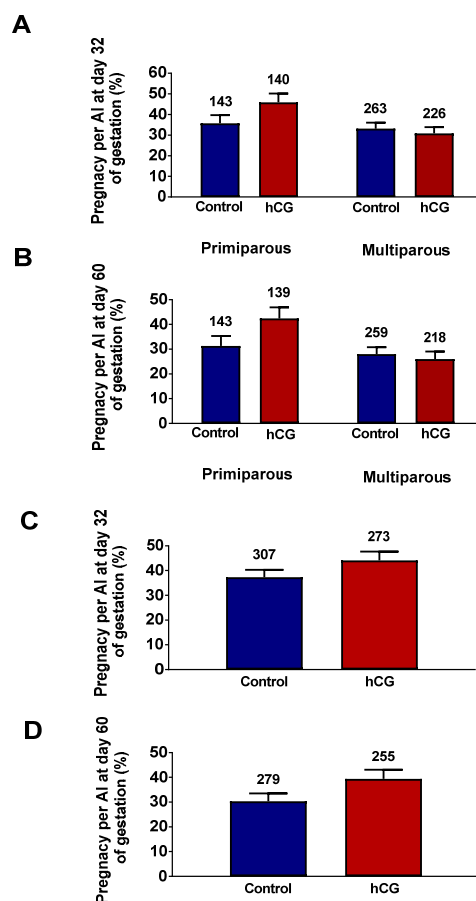 A
Pregnacy per AI at day 32
of gestation (%)
60
50
40
30
20
10
0
143
140
263
226
Control hCG Control hCG
Primiparous Multiparous
B
Pregnacy per AI at day 60
of gestation (%)
50
40
30
20
10
0
143
139
259
218
Control hCG Control hCG
Primiparous Multiparous
C
Pregnacy per AI at day 32
of gestation (%)
50
40
30
20
10
0
307
273
Control hCG
D
Pregnacy per AI at day 60
of gestation (%)
50
40
30
20
10
0
279
255
Control hCG